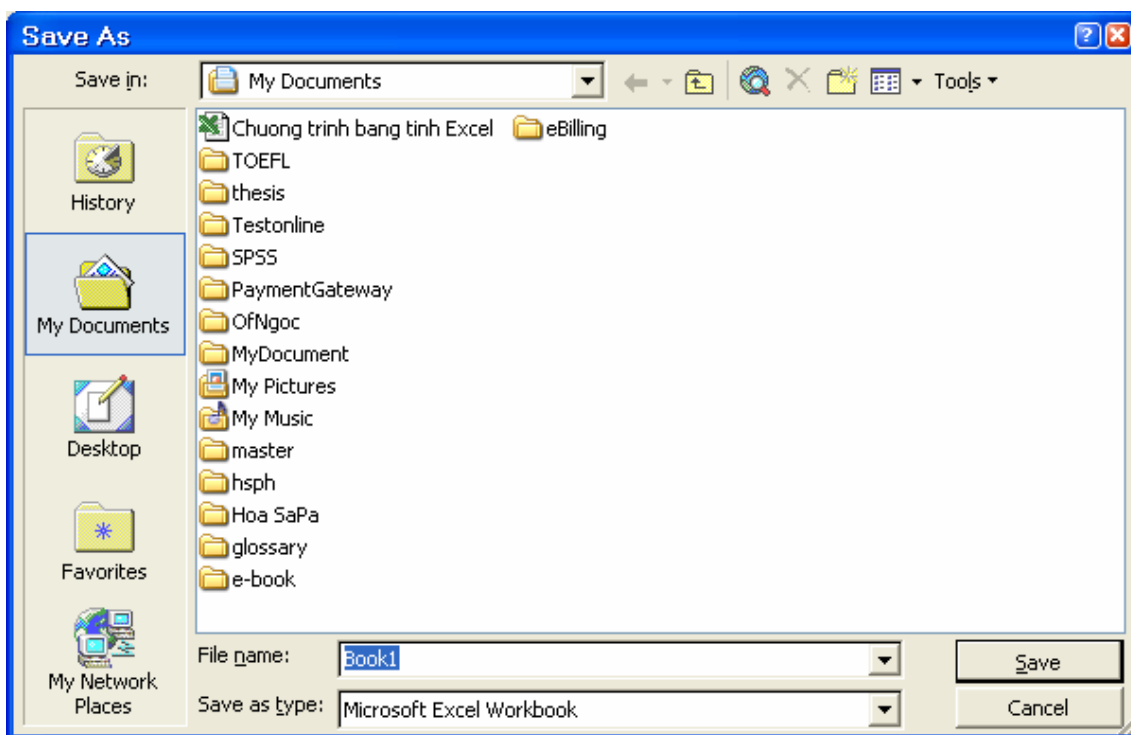 Save As
Save in:
My Documents
Tools
Chuong trinh bang tinh Excel
eBilling
TOEFL
thesis
Testonline
SPSS
PaymentGateway
OfNgoc
MyDocument
My Pictures
My Music
master
hsph
Hoa SaPa
glossary
e-book
History
My Documents
Desktop
Favorites
My Network
Places
File name:
Book1
Save
Save as type:
Microsoft Excel Workbook
Cancel